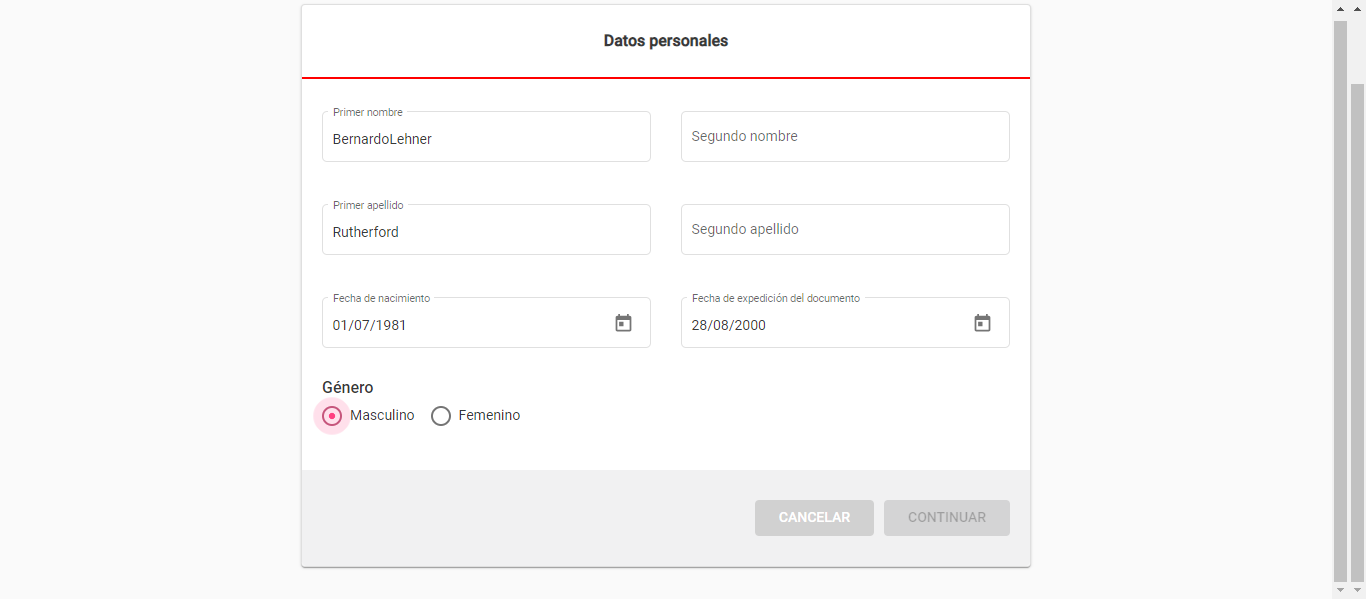 Datos personales
Primer nombre
BernardoLehner
Segundo nombre
Primer apellido
Rutherford
Segundo apellido
Fecha de nacimiento
01/07/1981
Fecha de expedición del documento
28/08/2000
Género
Masculino Femenino
CANCELAR CONTINUAR